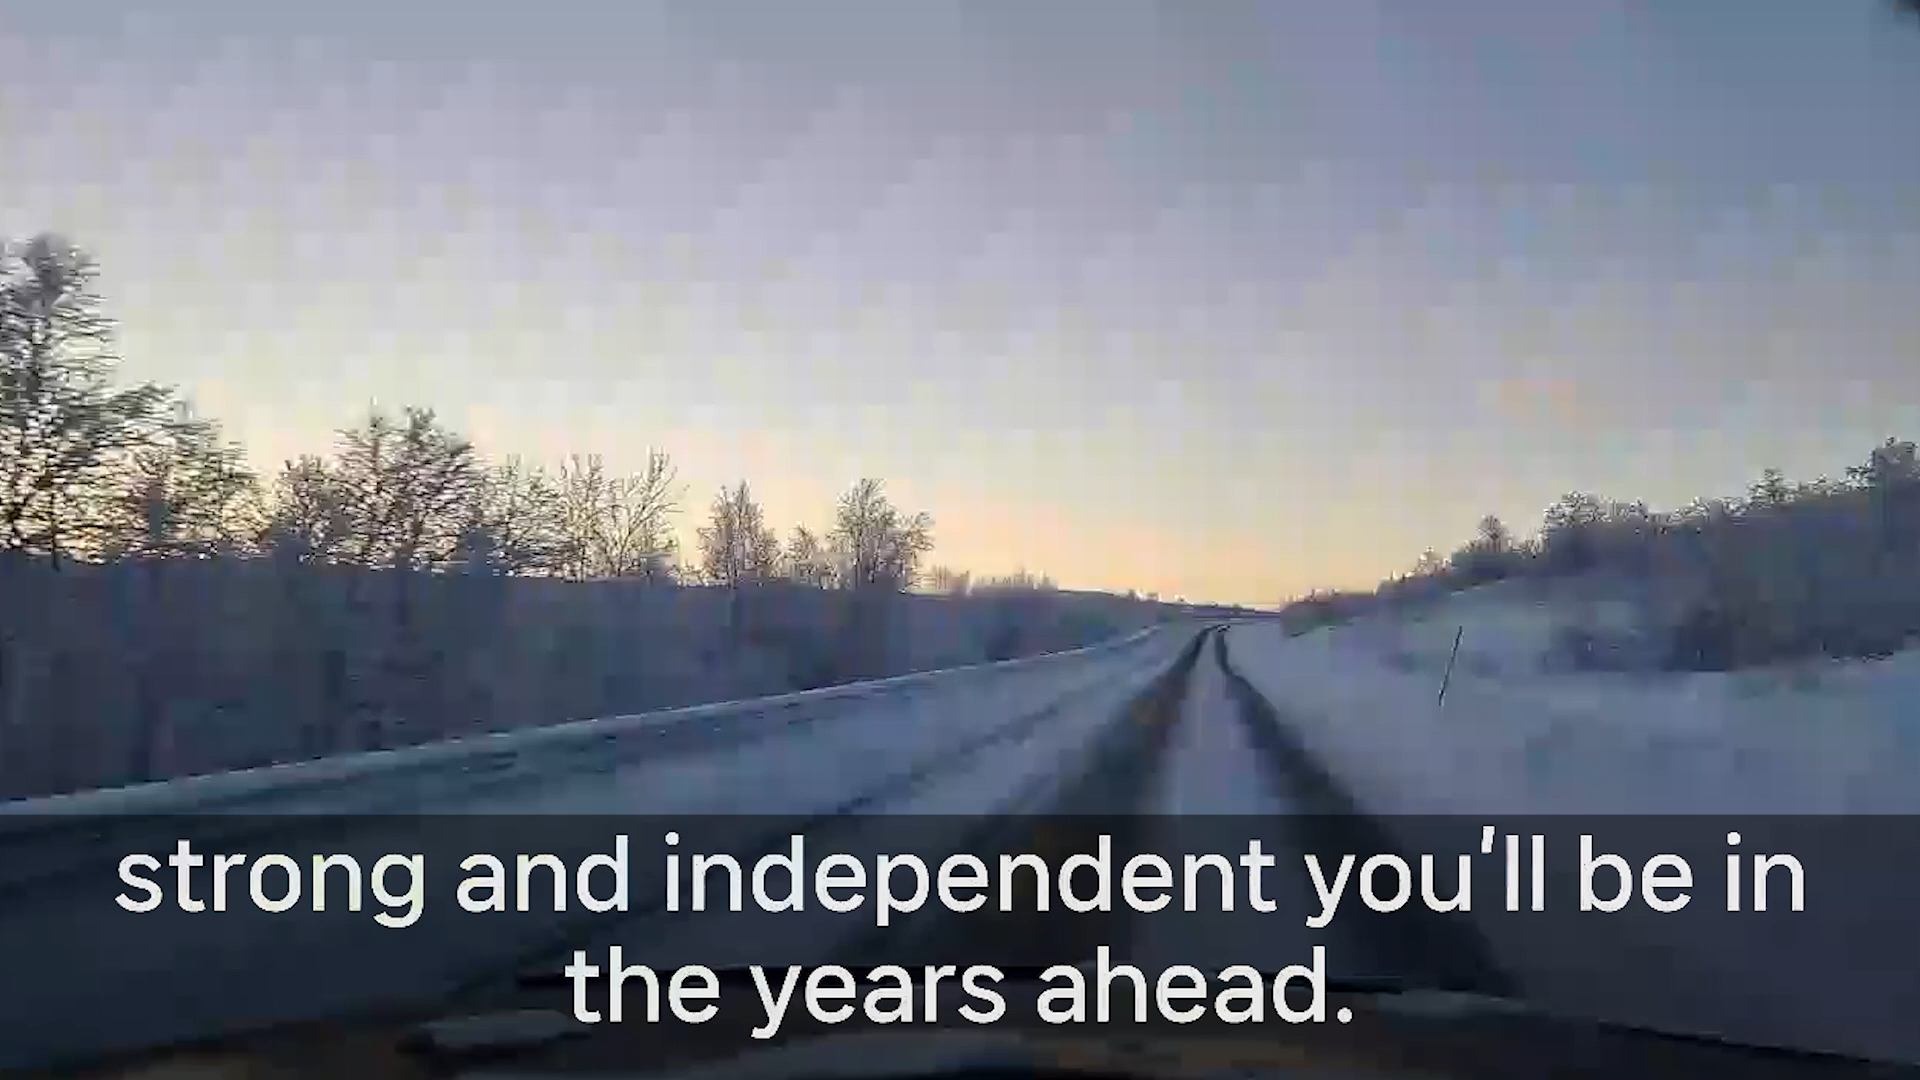 strong and independent you'll be in
the years ahead.